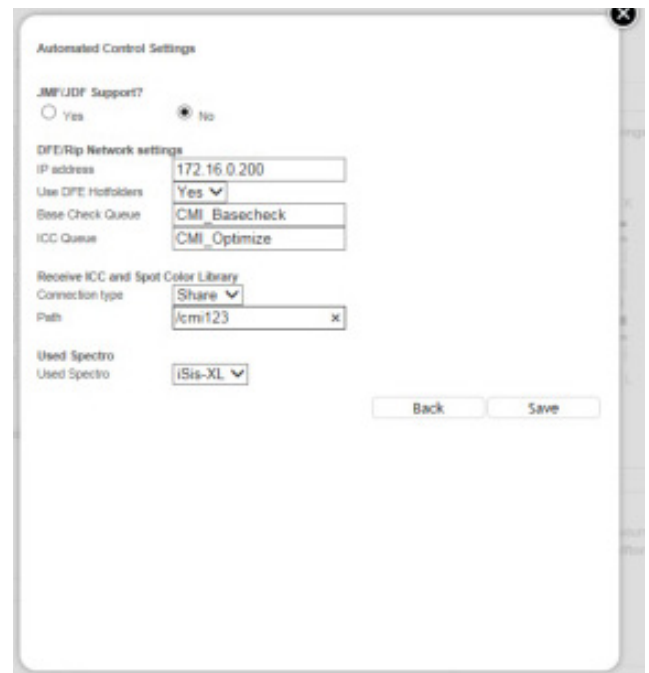 Automated Control Settings
JMF/JDF Support?
Yes No
DFE/Rip Network settings
IP address 172.16.0.200
Use DFE Hotfolders Yes
Base Check Queue CMI_Basecheck
ICC Queue CMI_Optimize
Receive ICC and Spot Color Library
Connection type Share
Path /cmi123 ×
Used Spectro
Used Spectro iSis-XL
Back Save